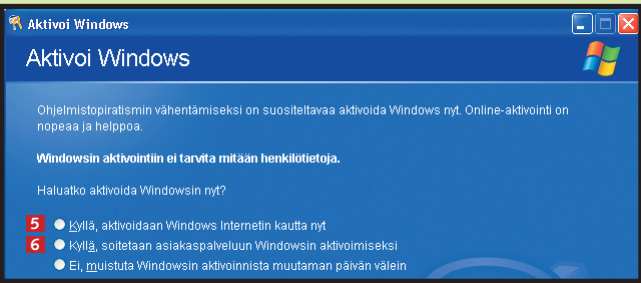 Aktivoi Windows
Aktivoi Windows
Ohjelmistopiratismin vähentämiseksi on suositeltavaa aktivoida Windows nyt. Online-aktivointi on
nopeaa ja helppoa.
Windowsin aktivointiin ei tarvita mitään henkilötietoja.
Haluatko aktivoida Windowsin nyt?
5 Kyllä, aktivoidaan Windows Internetin kautta nyt
6 Kyllä, soitetaan asiakaspalveluun Windowsin aktivoimiseksi
Ei, muistuta Windowsin aktivoinnista muutaman päivän välein